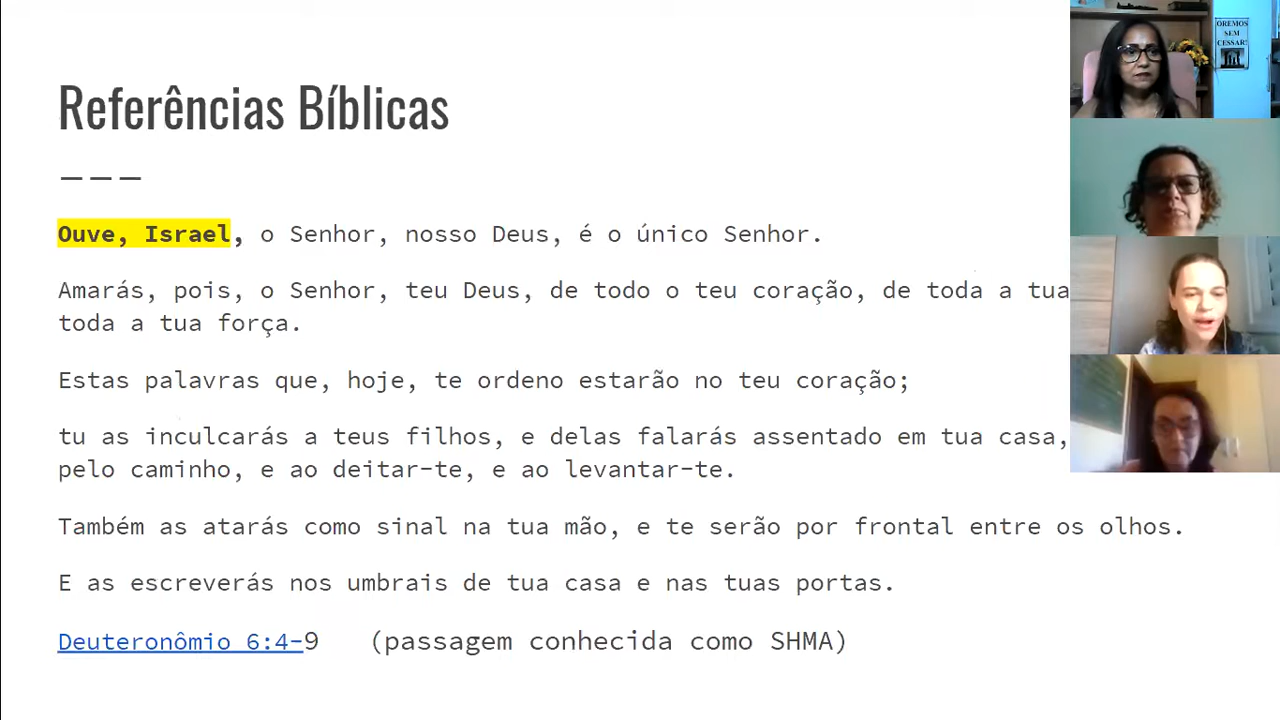 Referências Bíblicas
Ouve, Israel, o Senhor, nosso Deus, é o único Senhor.
Amarás, pois, o Senhor, teu Deus, de todo o teu coração, de toda a tua
toda a tua força.
Estas palavras que, hoje, te ordeno estarão no teu coração;
tu as inculcarás a teus filhos, e delas falarás assentado em tua casa,
pelo caminho, e ao deitar-te, e ao levantar-te.
Também as atarás como sinal na tua mão, e te serão por frontal entre os olhos.
E as escreverás nos umbrais de tua casa e nas tuas portas.
Deuteronômio 6:4-9 (passagem conhecida como SHMA)
OREMOS
SEM
CESSAR!